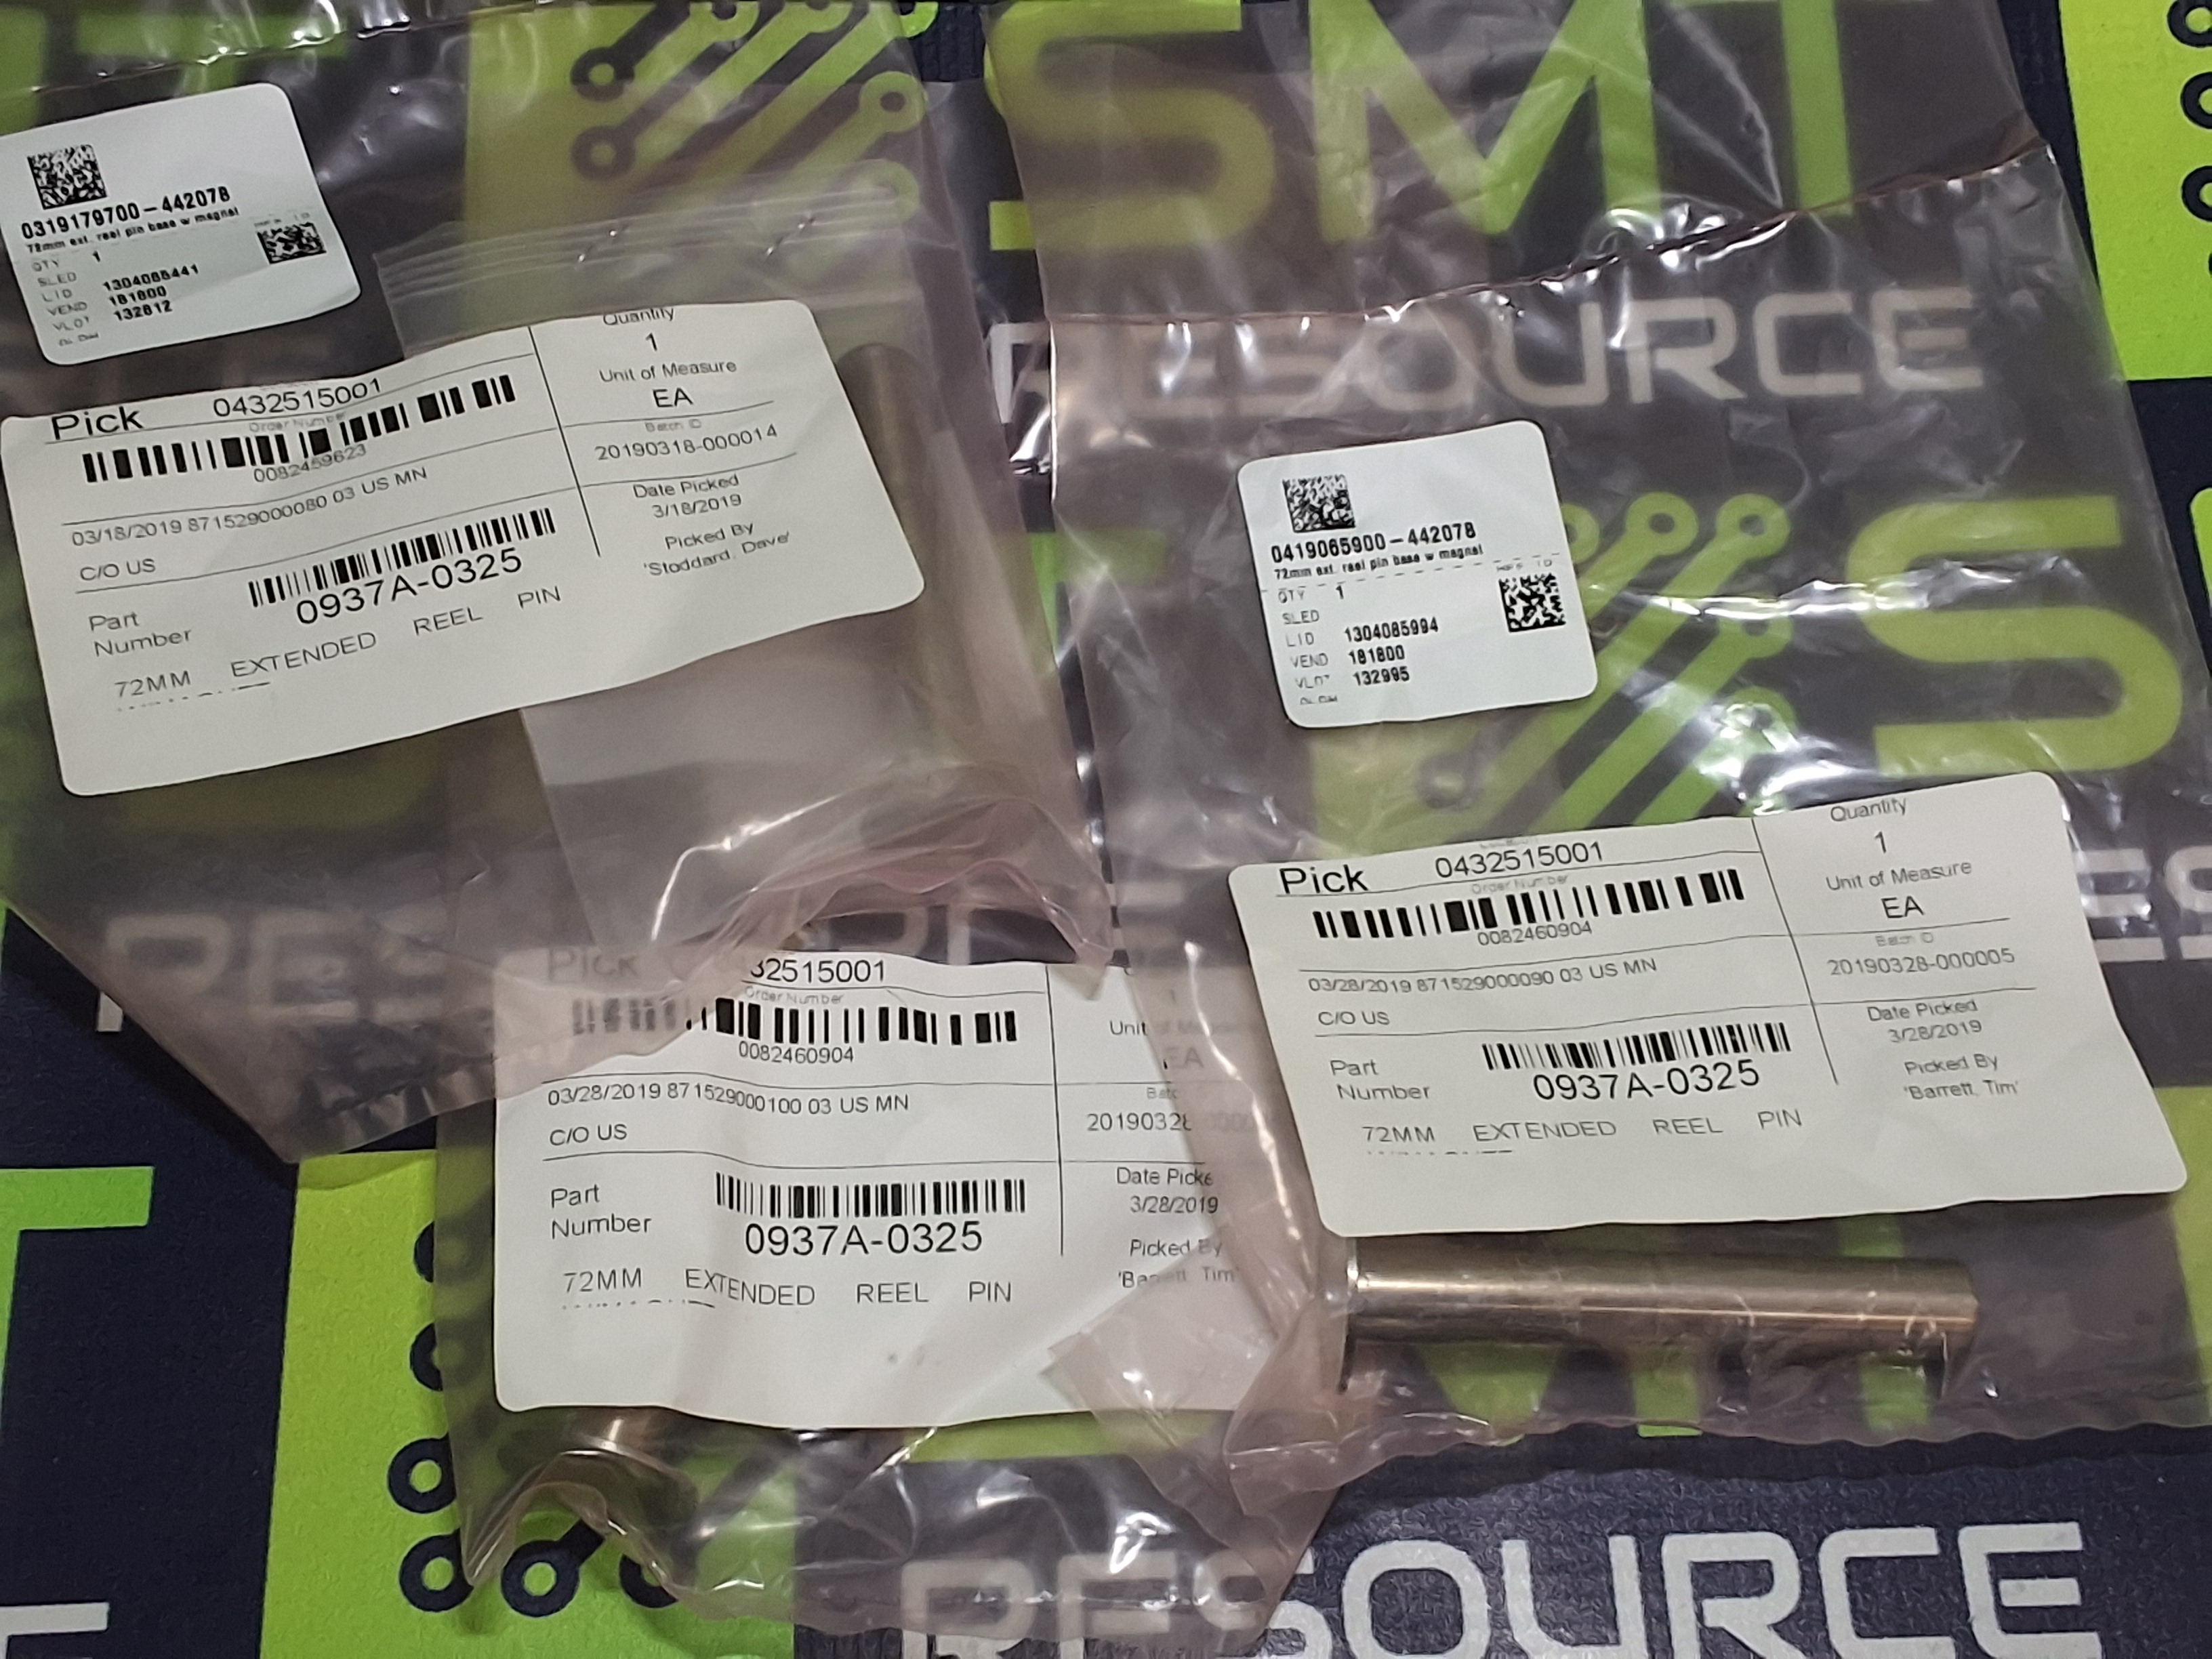 SMT
RESOURCE
S
RESOURCE
0319179700-442078
72mm ext. reel pin base w magnet
QTY 1
SLED
LID 1304085441
VEND 181800
VLOT 132812
Pick 0432515001
Order Number
0082459623
03/18/2019 871529000080 03 US MN
C/O US
Part Number 0937A-0325
72MM EXTENDED REEL PIN
Quantity
1
Unit of Measure
EA
Batch ID
20190318-000014
Date Picked
3/18/2019
Picked By
'Stoddard, Dave'
0419065900-442078
72mm ext. reel pin base w magnet
QTY 1
SLED
LID 1304085994
VEND 181800
VLOT 132995
Pick 0432515001
Order Number
0082460904
03/28/2019 871529000090 03 US MN
C/O US
Part Number 0937A-0325
72MM EXTENDED REEL PIN
Quantity
1
Unit of Measure
EA
Batch ID
20190328-000005
Date Picked
3/28/2019
Picked By
'Barrett, Tim'
Pick 32515001
Order Number
0082460904
03/28/2019 871529000100 03 US MN
C/O US
Part Number 0937A-0325
72MM EXTENDED REEL PIN
Unit
EA
2019032
Date Picke
3/28/2019
Picked By
'Barrett, Tim'
RESOURCE